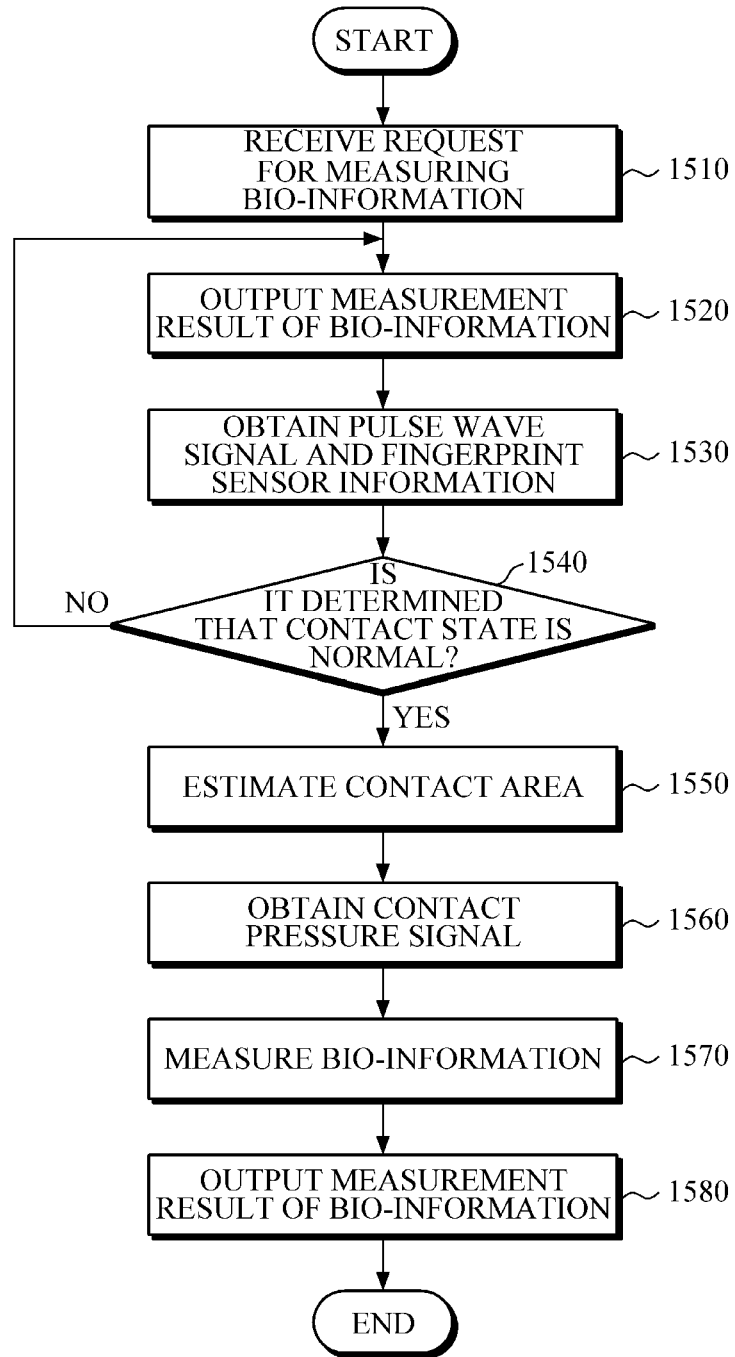 START
RECEIVE REQUEST
FOR MEASURING
BIO-INFORMATION
1510
OUTPUT MEASUREMENT
RESULT OF BIO-INFORMATION
1520
OBTAIN PULSE WAVE
SIGNAL AND FINGERPRINT
SENSOR INFORMATION
1530
1540
IS
IT DETERMINED
THAT CONTACT STATE IS
NORMAL?
NO
YES
ESTIMATE CONTACT AREA
1550
OBTAIN CONTACT
PRESSURE SIGNAL
1560
MEASURE BIO-INFORMATION
1570
OUTPUT MEASUREMENT
RESULT OF BIO-INFORMATION
1580
END